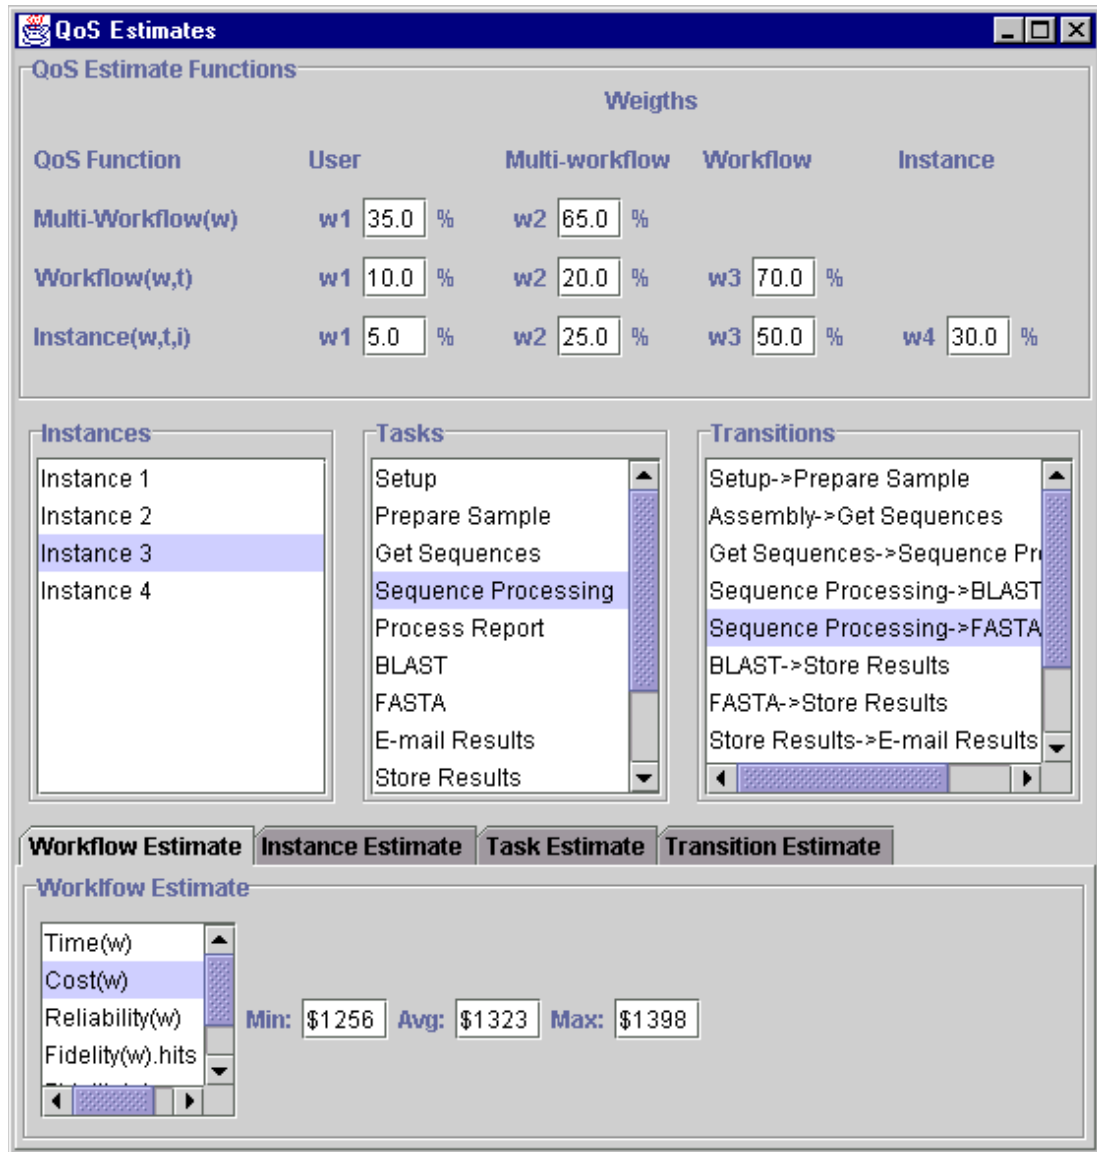 QoS Estimates
QoS Estimate Functions
Weigths
QoS Function User Multi-workflow Workflow Instance
Multi-Workflow(w) w1 35.0 % w2 65.0 %
Workflow(w,t) w1 10.0 % w2 20.0 % w3 70.0 %
Instance(w,t,i) w1 5.0 % w2 25.0 % w3 50.0 % w4 30.0 %
Instances
Instance 1
Instance 2
Instance 3
Instance 4
Tasks
Setup
Prepare Sample
Get Sequences
Sequence Processing
Process Report
BLAST
FASTA
E-mail Results
Store Results
Transitions
Setup->Prepare Sample
Assembly->Get Sequences
Get Sequences->Sequence Pr
Sequence Processing->BLAST
Sequence Processing->FASTA
BLAST->Store Results
FASTA->Store Results
Store Results->E-mail Results
Workflow Estimate Instance Estimate Task Estimate Transition Estimate
Worklfow Estimate
Time(w)
Cost(w)
Reliability(w)
Fidelity(w).hits
Min: $1256 Avg: $1323 Max: $1398